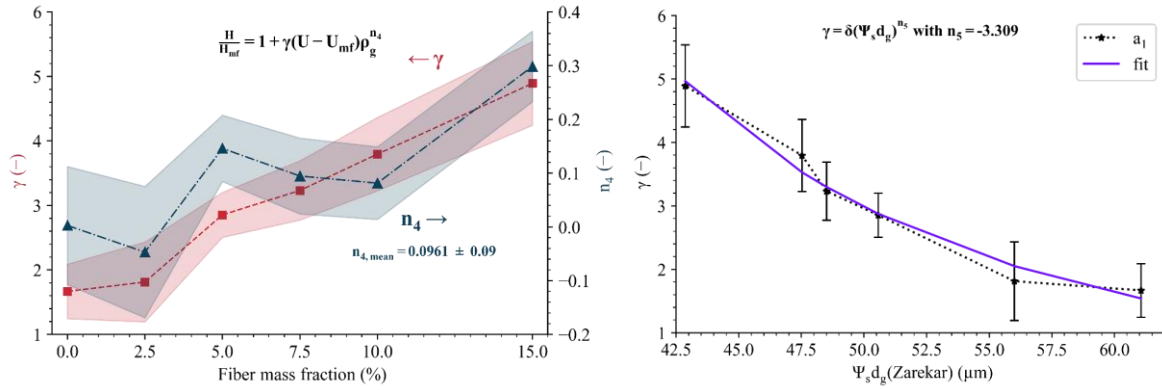 H/H_mf = 1 + γ(U − U_mf)ρ_g^n₄
← γ
n₄ →
n₄, mean = 0.0961 ± 0.09
γ (−)
6
5
4
3
2
1
n₄ (−)
0.4
0.3
0.2
0.1
0.0
−0.1
−0.2
0.0 2.5 5.0 7.5 10.0 15.0
Fiber mass fraction (%)
γ = δ(Ψ_s d_g)^n₅ with n₅ = -3.309
a₁
fit
γ (−)
6
5
4
3
2
1
42.5 45.0 47.5 50.0 52.5 55.0 57.5 60.0
Ψ_s d_g(Zarekar) (µm)